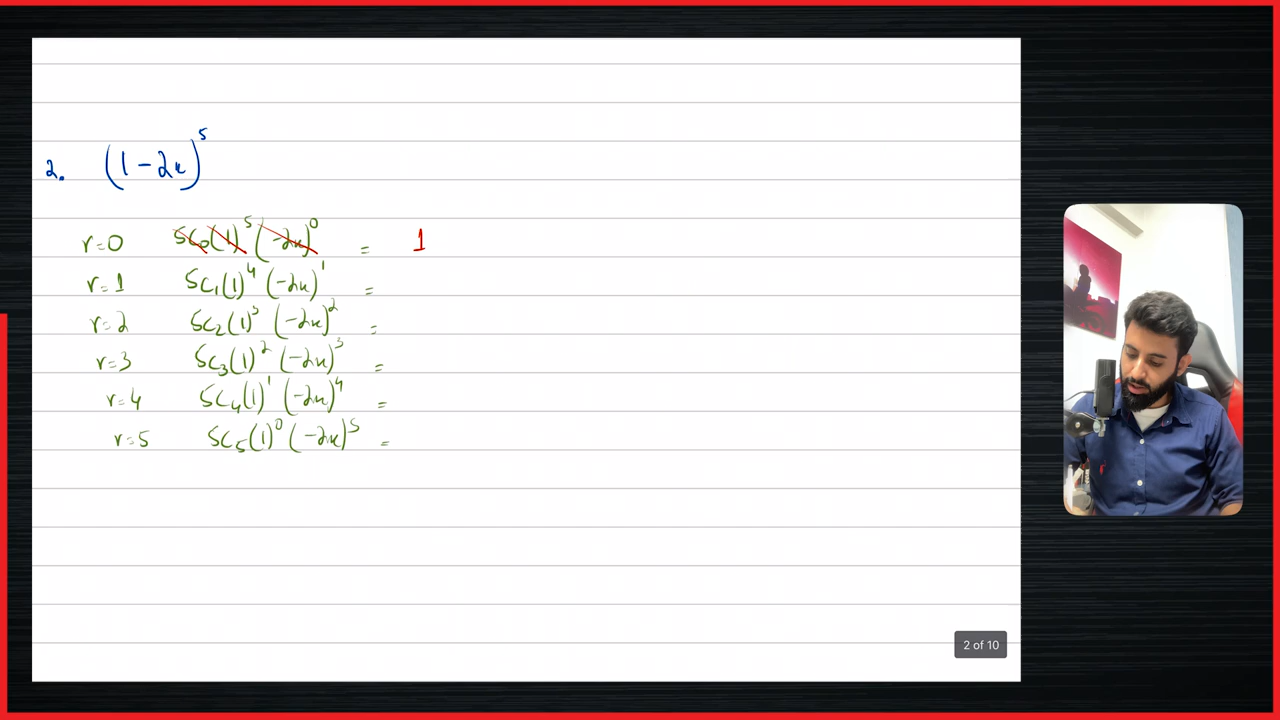 2. (1-2x)⁵
r=0 5C₀(1)⁵(-2x)⁰ = 1
r=1 5C₁(1)⁴(-2x)¹ =
r=2 5C₂(1)³(-2x)² =
r=3 5C₃(1)²(-2x)³ =
r=4 5C₄(1)¹(-2x)⁴ =
r=5 5C₅(1)⁰(-2x)⁵ =
2 of 10